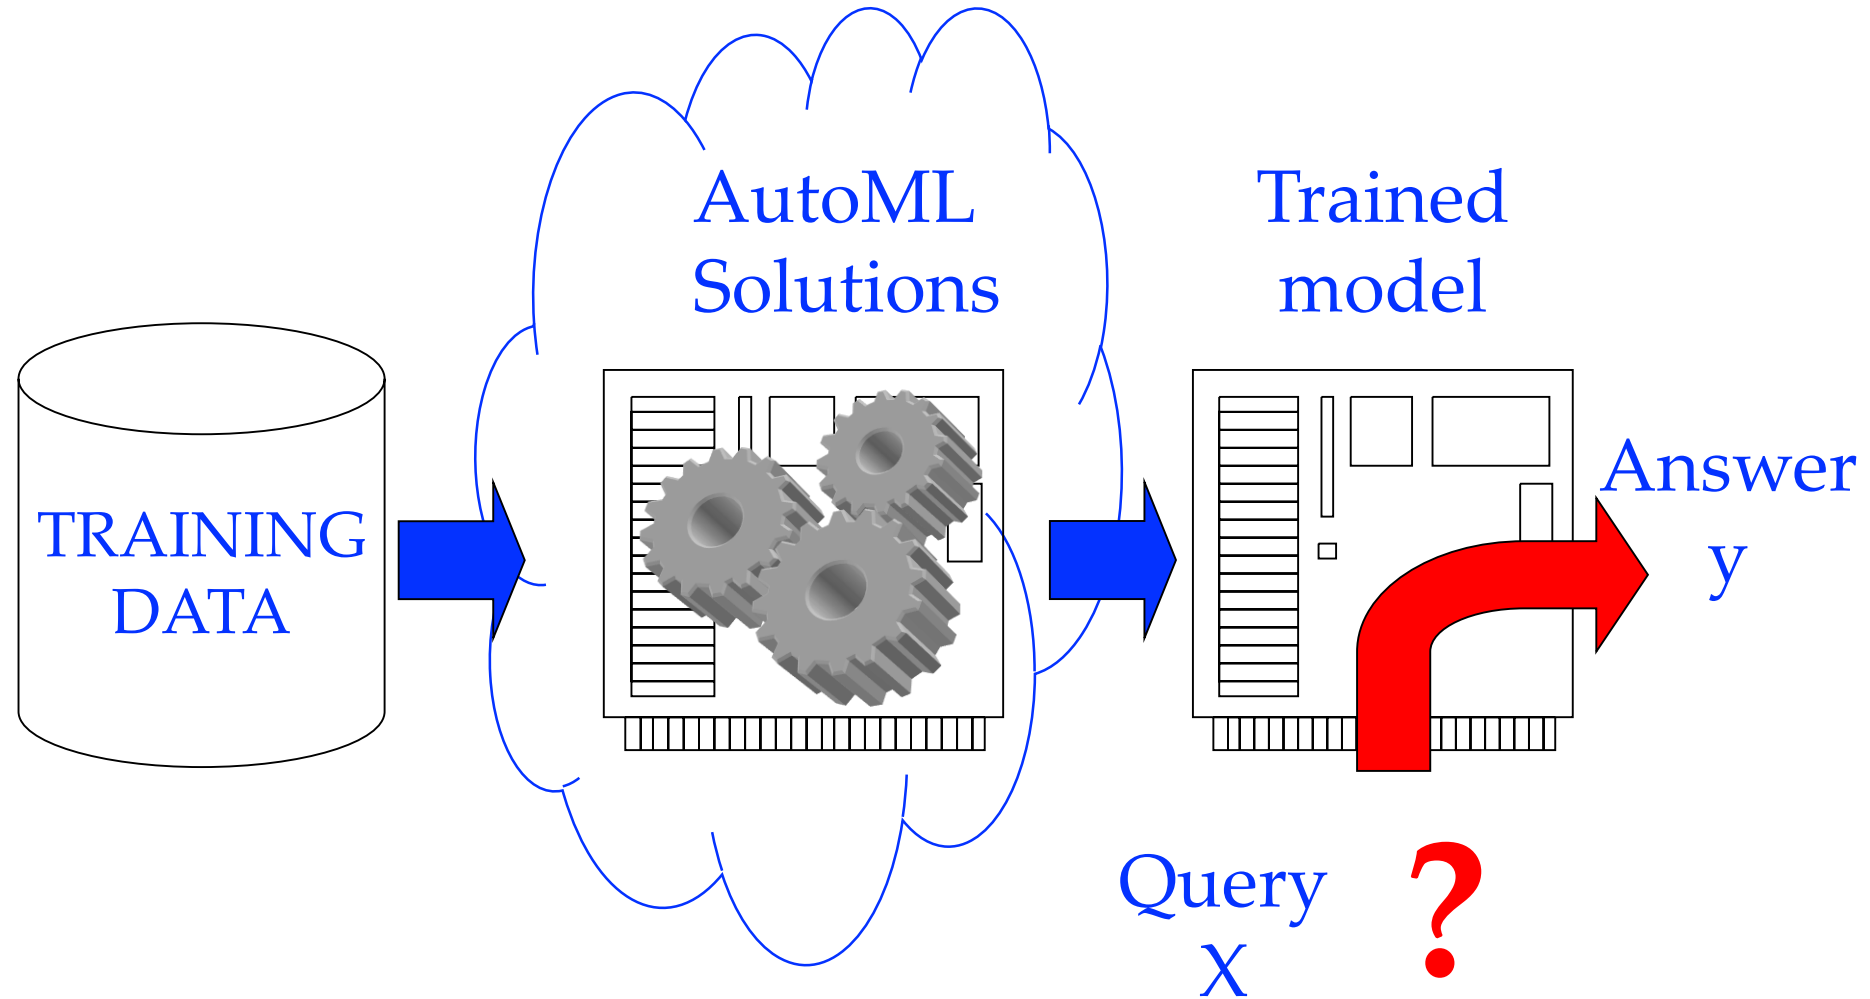 AutoML
Solutions
Trained
model
TRAINING
DATA
Answer
y
Query
X
?